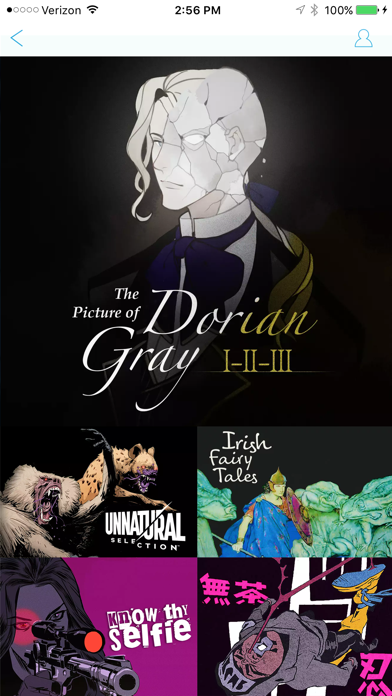 Verizon 2:56 PM 100%
The
Picture of Dorian
Gray I-II-III
UNNATURAL
SELECTION
Irish
Fairy
Tales
KNOW THY
Selfie
無茶
忍